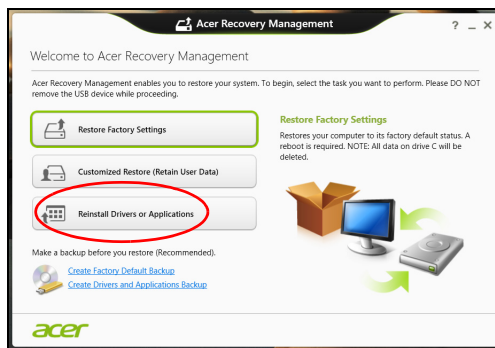 Acer Recovery Management
? _ X
Welcome to Acer Recovery Management
Acer Recovery Management enables you to restore your system. To begin, select the task you want to perform. Please DO NOT
remove the USB device while proceeding.
Restore Factory Settings
Customized Restore (Retain User Data)
Reinstall Drivers or Applications
Restore Factory Settings
Restores your computer to its factory default status. A
reboot is required. NOTE: All data on drive C will be
deleted.
Make a backup before you restore (Recommended).
Create Factory Default Backup
Create Drivers and Applications Backup
acer